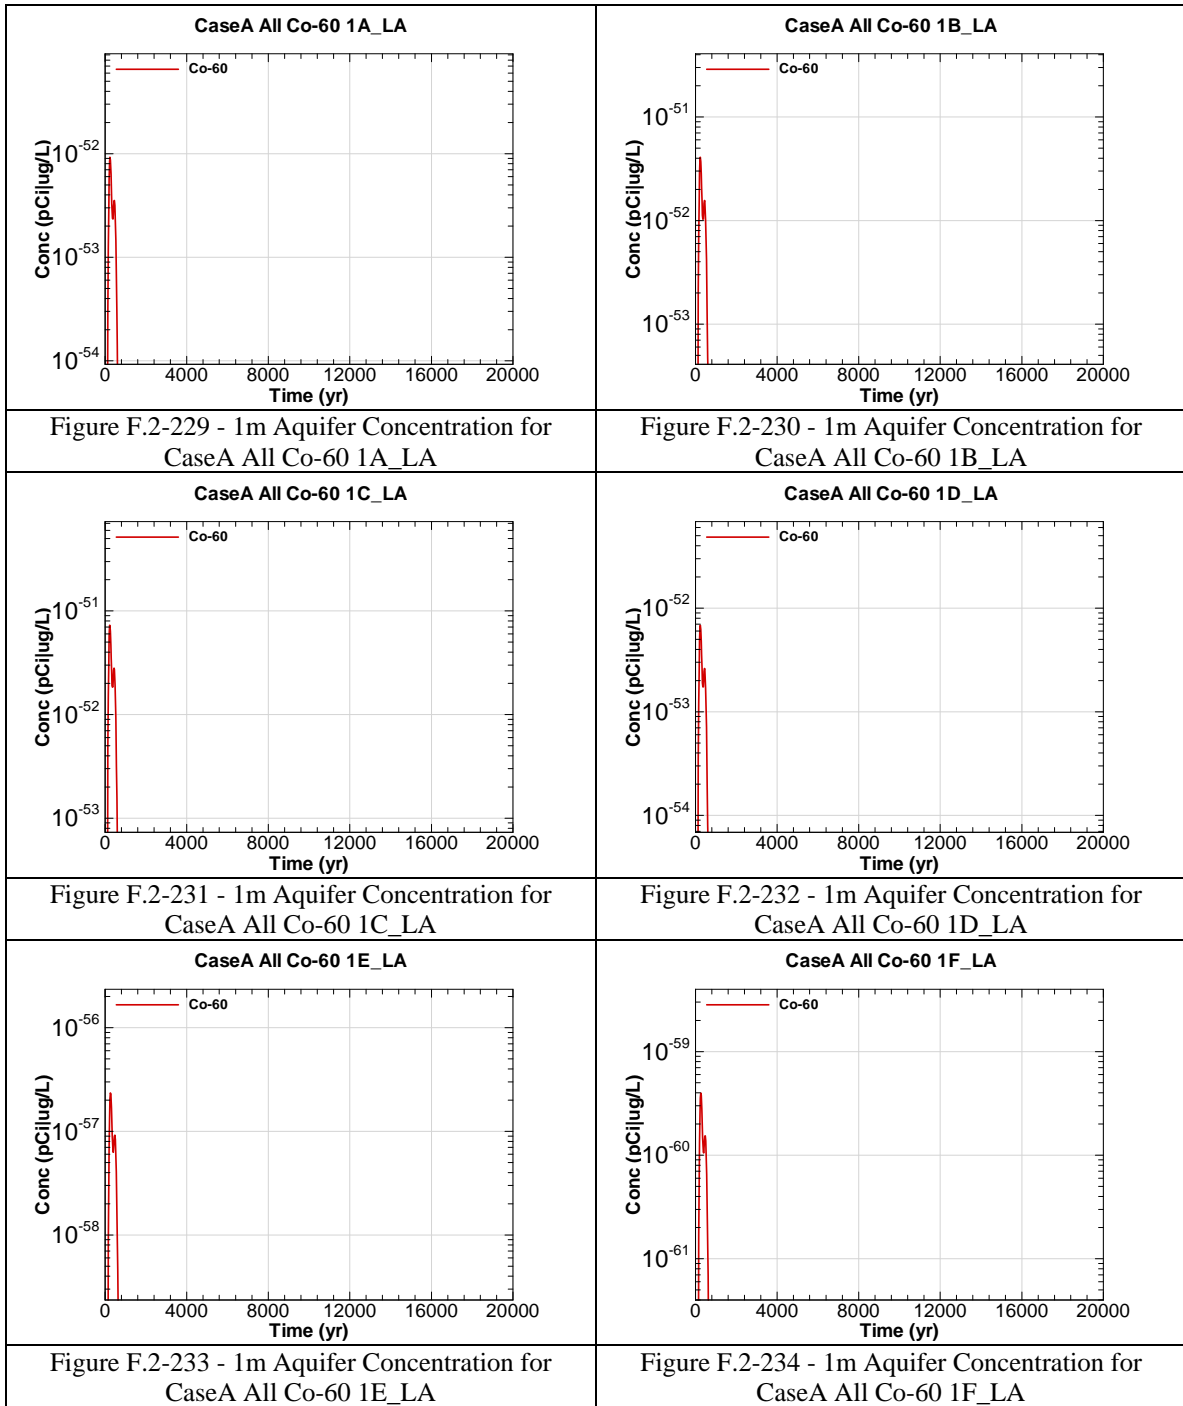 CaseA All Co-60 1A_LA
Co-60
10^-52
10^-53
10^-54
Conc (pCi|ug/L)
0 4000 8000 12000 16000 20000
Time (yr)
Figure F.2-229 - 1m Aquifer Concentration for
CaseA All Co-60 1A_LA
CaseA All Co-60 1B_LA
Co-60
10^-51
10^-52
10^-53
Conc (pCi|ug/L)
0 4000 8000 12000 16000 20000
Time (yr)
Figure F.2-230 - 1m Aquifer Concentration for
CaseA All Co-60 1B_LA
CaseA All Co-60 1C_LA
Co-60
10^-51
10^-52
10^-53
Conc (pCi|ug/L)
0 4000 8000 12000 16000 20000
Time (yr)
Figure F.2-231 - 1m Aquifer Concentration for
CaseA All Co-60 1C_LA
CaseA All Co-60 1D_LA
Co-60
10^-52
10^-53
10^-54
Conc (pCi|ug/L)
0 4000 8000 12000 16000 20000
Time (yr)
Figure F.2-232 - 1m Aquifer Concentration for
CaseA All Co-60 1D_LA
CaseA All Co-60 1E_LA
Co-60
10^-56
10^-57
10^-58
Conc (pCi|ug/L)
0 4000 8000 12000 16000 20000
Time (yr)
Figure F.2-233 - 1m Aquifer Concentration for
CaseA All Co-60 1E_LA
CaseA All Co-60 1F_LA
Co-60
10^-59
10^-60
10^-61
Conc (pCi|ug/L)
0 4000 8000 12000 16000 20000
Time (yr)
Figure F.2-234 - 1m Aquifer Concentration for
CaseA All Co-60 1F_LA